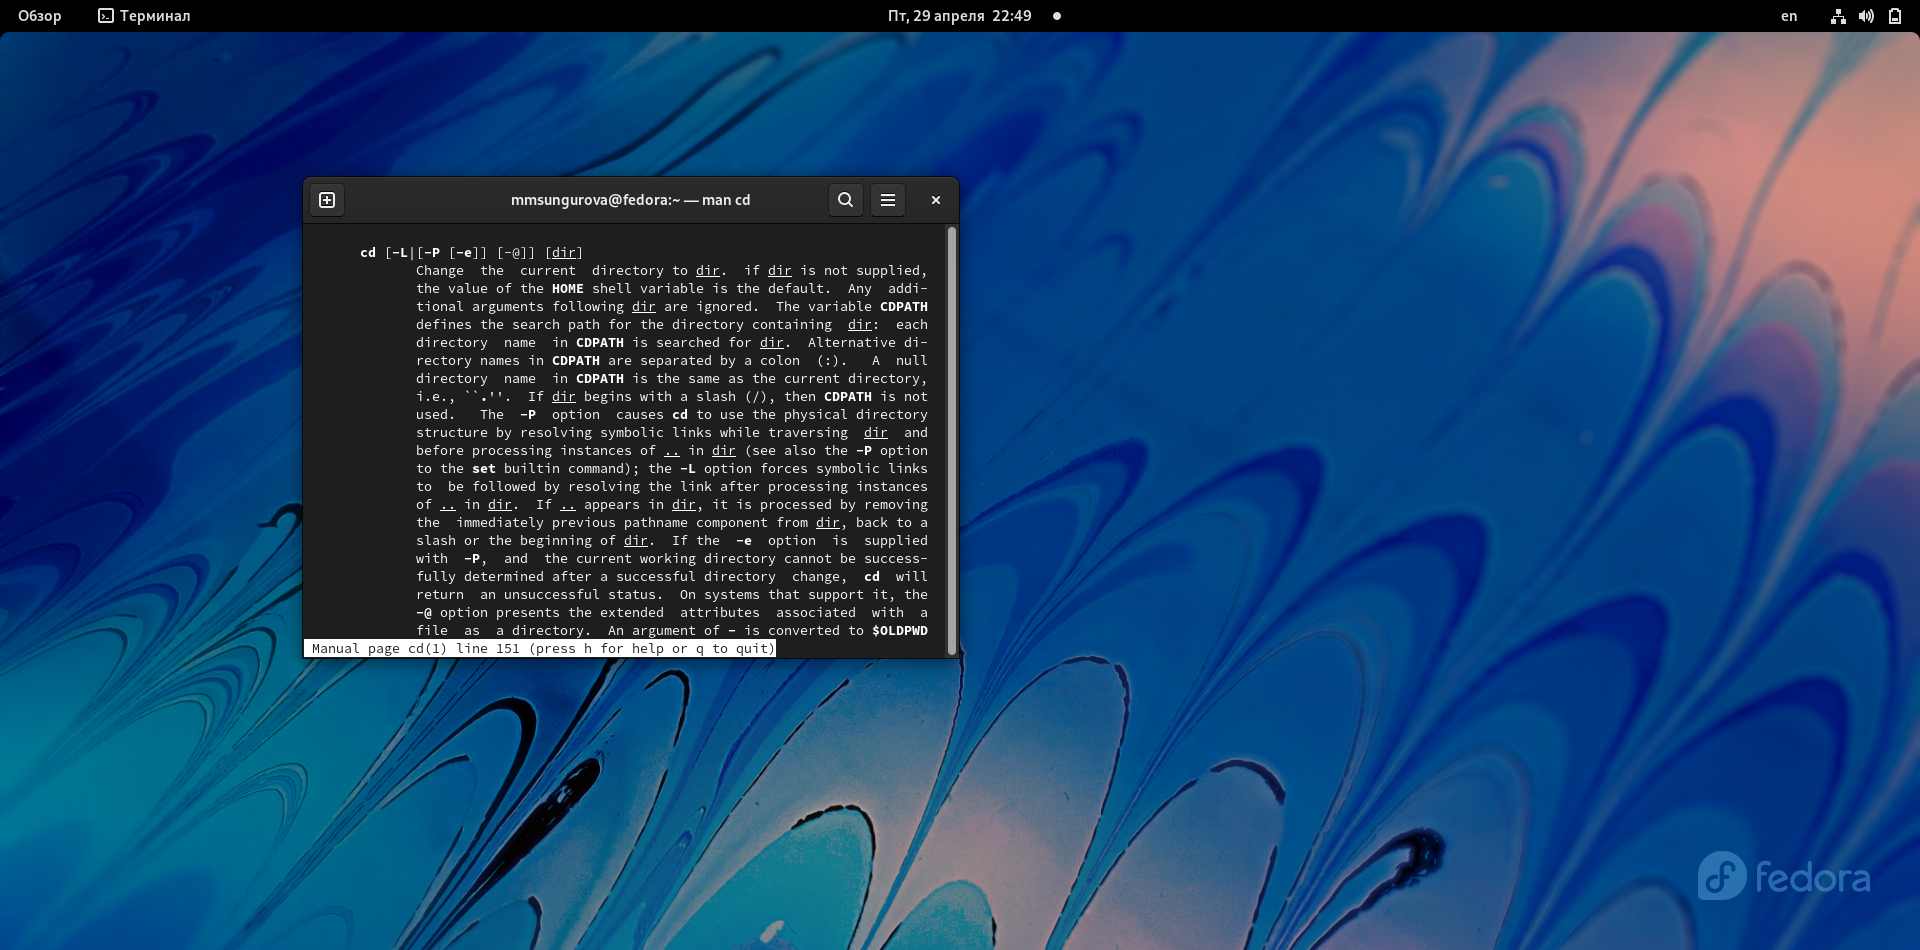 Обзор Терминал Пт, 29 апреля 22:49 en
mmsungurova@fedora:~ — man cd
cd [-L|[-P [-e]] [-@]] [dir]
Change the current directory to dir. if dir is not supplied,
the value of the HOME shell variable is the default. Any addi-
tional arguments following dir are ignored. The variable CDPATH
defines the search path for the directory containing dir: each
directory name in CDPATH is searched for dir. Alternative di-
rectory names in CDPATH are separated by a colon (:). A null
directory name in CDPATH is the same as the current directory,
i.e., ``.''. If dir begins with a slash (/), then CDPATH is not
used. The -P option causes cd to use the physical directory
structure by resolving symbolic links while traversing dir and
before processing instances of .. in dir (see also the -P option
to the set builtin command); the -L option forces symbolic links
to be followed by resolving the link after processing instances
of .. in dir. If .. appears in dir, it is processed by removing
the immediately previous pathname component from dir, back to a
slash or the beginning of dir. If the -e option is supplied
with -P, and the current working directory cannot be success-
fully determined after a successful directory change, cd will
return an unsuccessful status. On systems that support it, the
-@ option presents the extended attributes associated with a
file as a directory. An argument of - is converted to $OLDPWD
Manual page cd(1) line 151 (press h for help or q to quit)
fedora